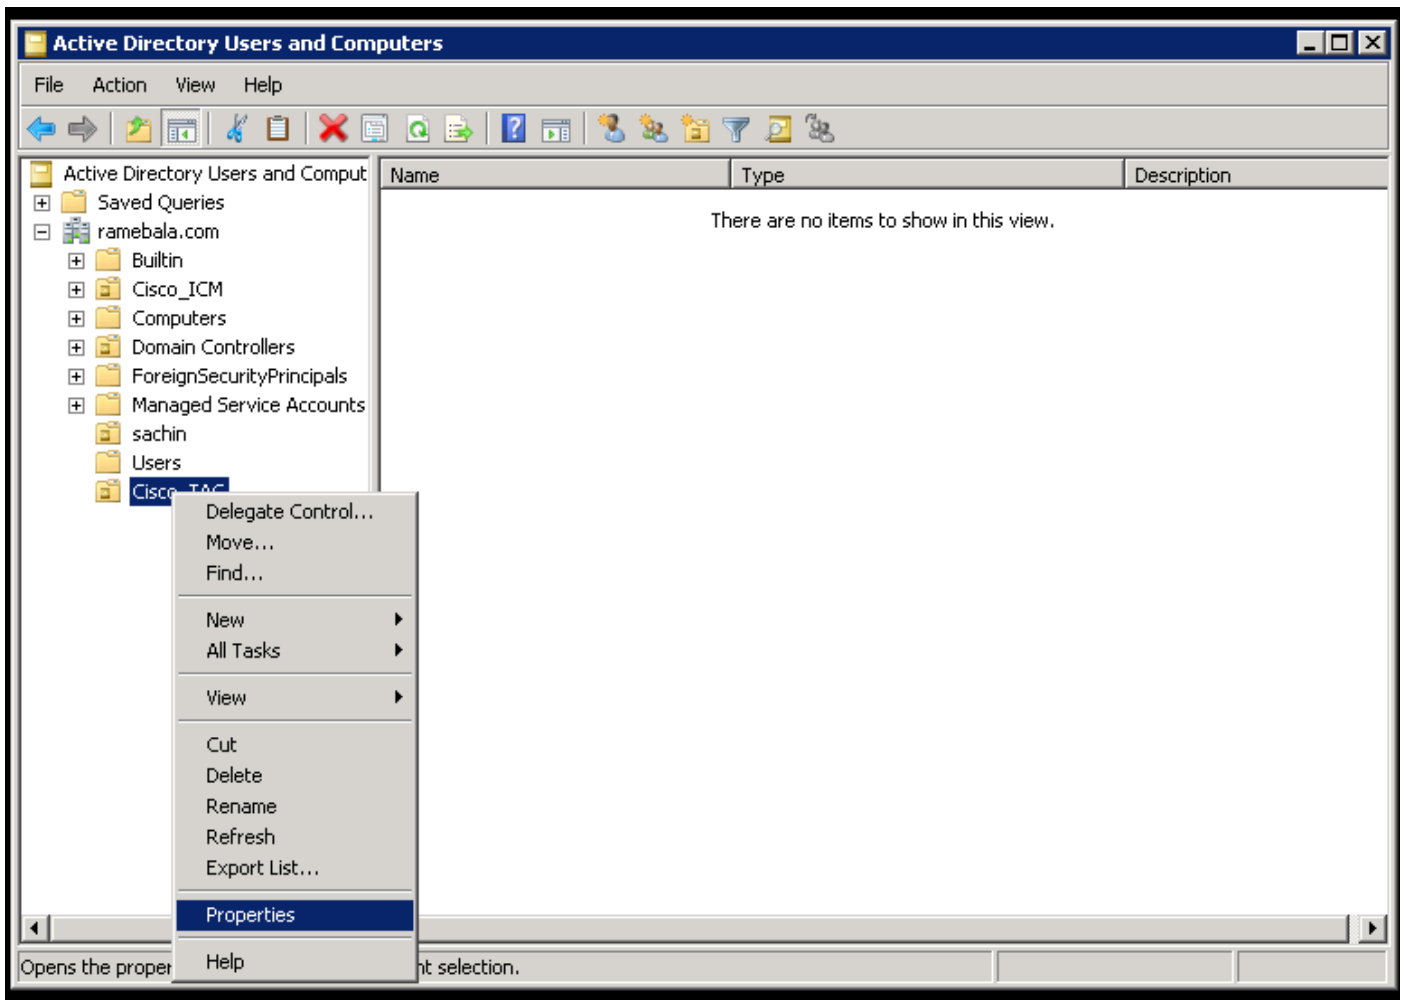 Active Directory Users and Computers
File Action View Help
Active Directory Users and Comput
Name Type Description
Saved Queries
There are no items to show in this view.
ramebala.com
Builtin
Cisco_ICM
Computers
Domain Controllers
ForeignSecurityPrincipals
Managed Service Accounts
sachin
Users
Cisco_TAC
Delegate Control...
Move...
Find...
New
All Tasks
View
Cut
Delete
Rename
Refresh
Export List...
Properties
Help
Opens the proper nt selection.